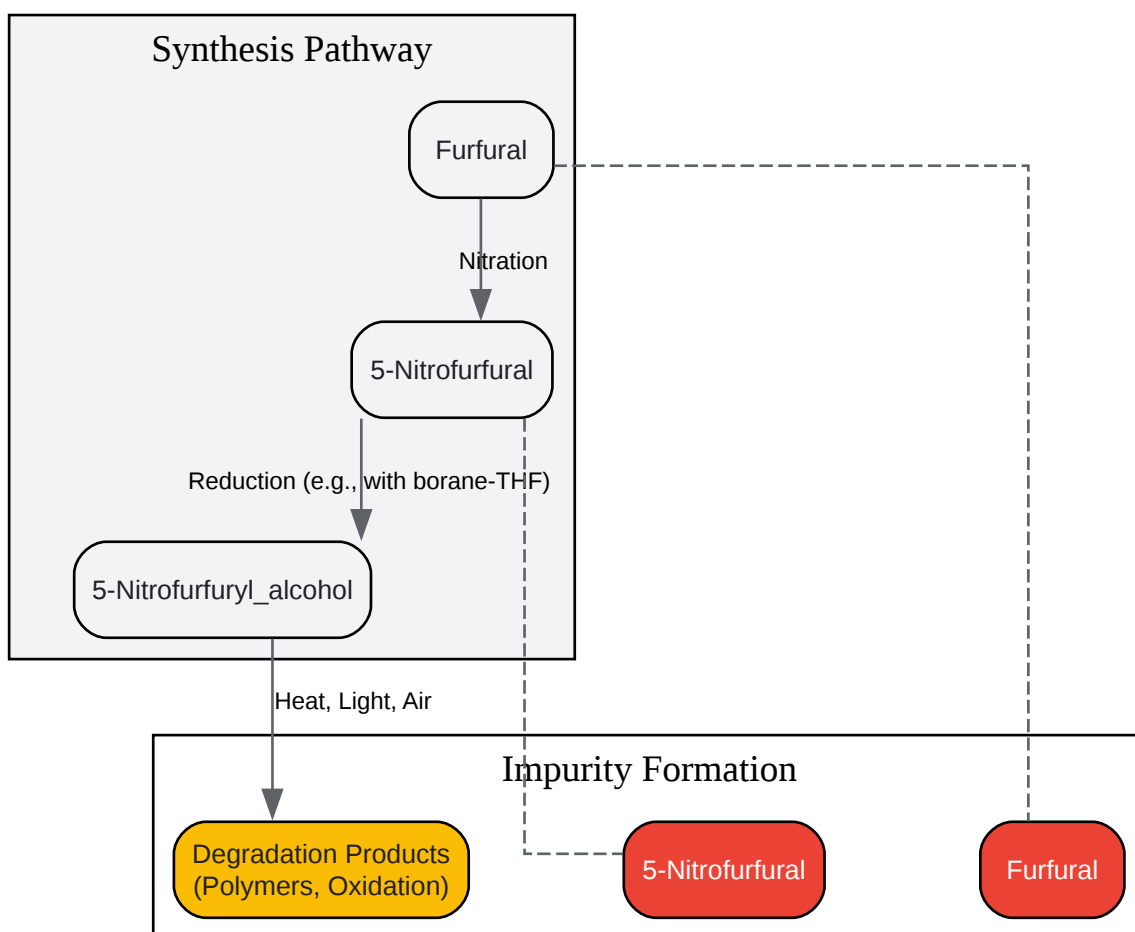 Synthesis Pathway
Furfural
Nitration
5-Nitrofurfural
Reduction (e.g., with borane-THF)
5-Nitrofurfuryl_alcohol
Heat, Light, Air
Impurity Formation
Degradation Products
(Polymers, Oxidation)
5-Nitrofurfural
Furfural